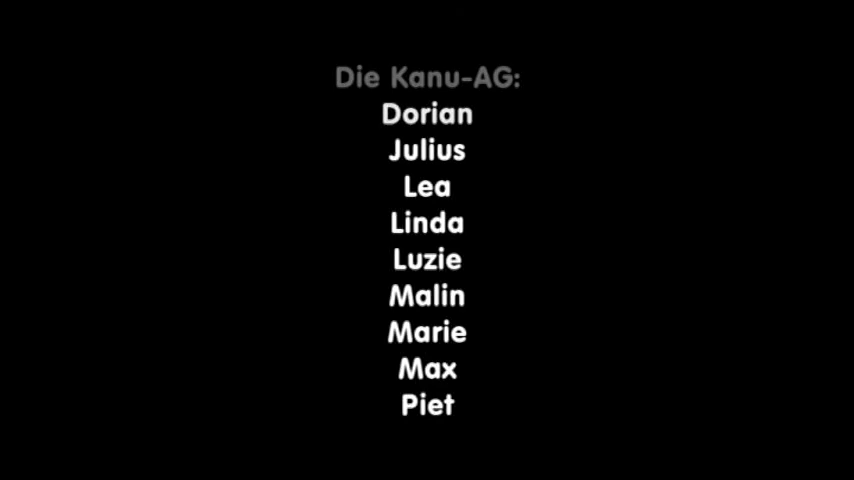 Die Kanu-AG:
Dorian
Julius
Lea
Linda
Luzie
Malin
Marie
Max
Piet